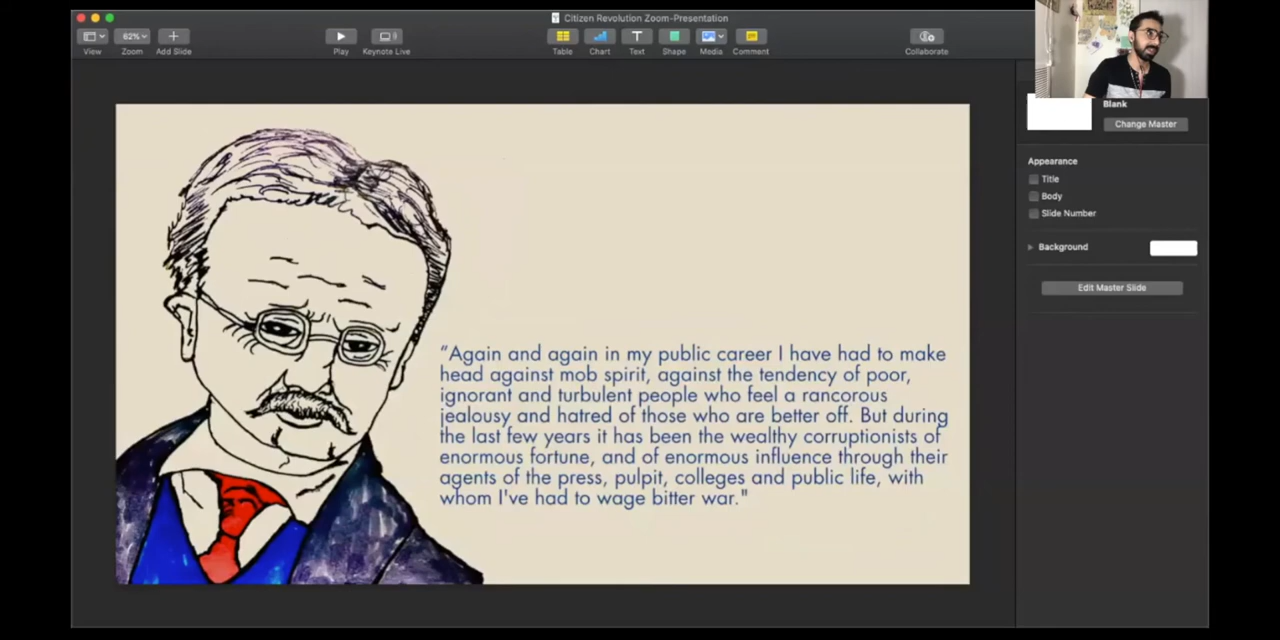 Citizen Revolution Zoom-Presentation
62%
View
Zoom
Add Slide
Play
Keynote Live
Table
Chart
Text
Shape
Media
Comment
Collaborate
Blank
Change Master
Appearance
Title
Body
Slide Number
Background
Edit Master Slide
“Again and again in my public career I have had to make
head against mob spirit, against the tendency of poor,
ignorant and turbulent people who feel a rancorous
jealousy and hatred of those who are better off. But during
the last few years it has been the wealthy corruptionists of
enormous fortune, and of enormous influence through their
agents of the press, pulpit, colleges and public life, with
whom I've had to wage bitter war."